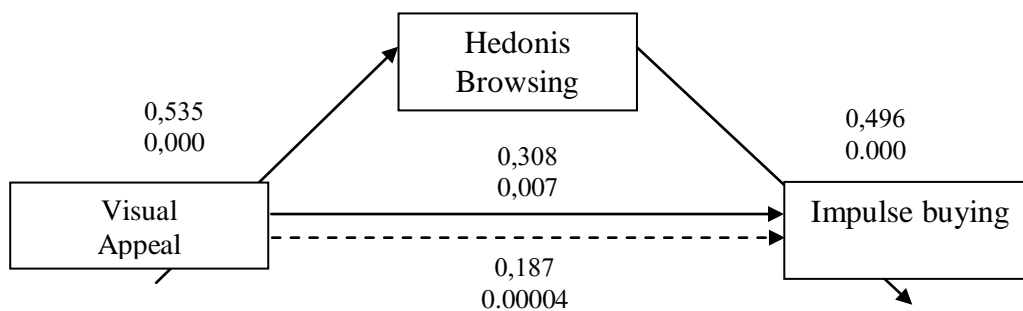 Hedonis
Browsing
0,535
0,000
0,496
0.000
0,308
0,007
Visual
Appeal
Impulse buying
0,187
0.00004